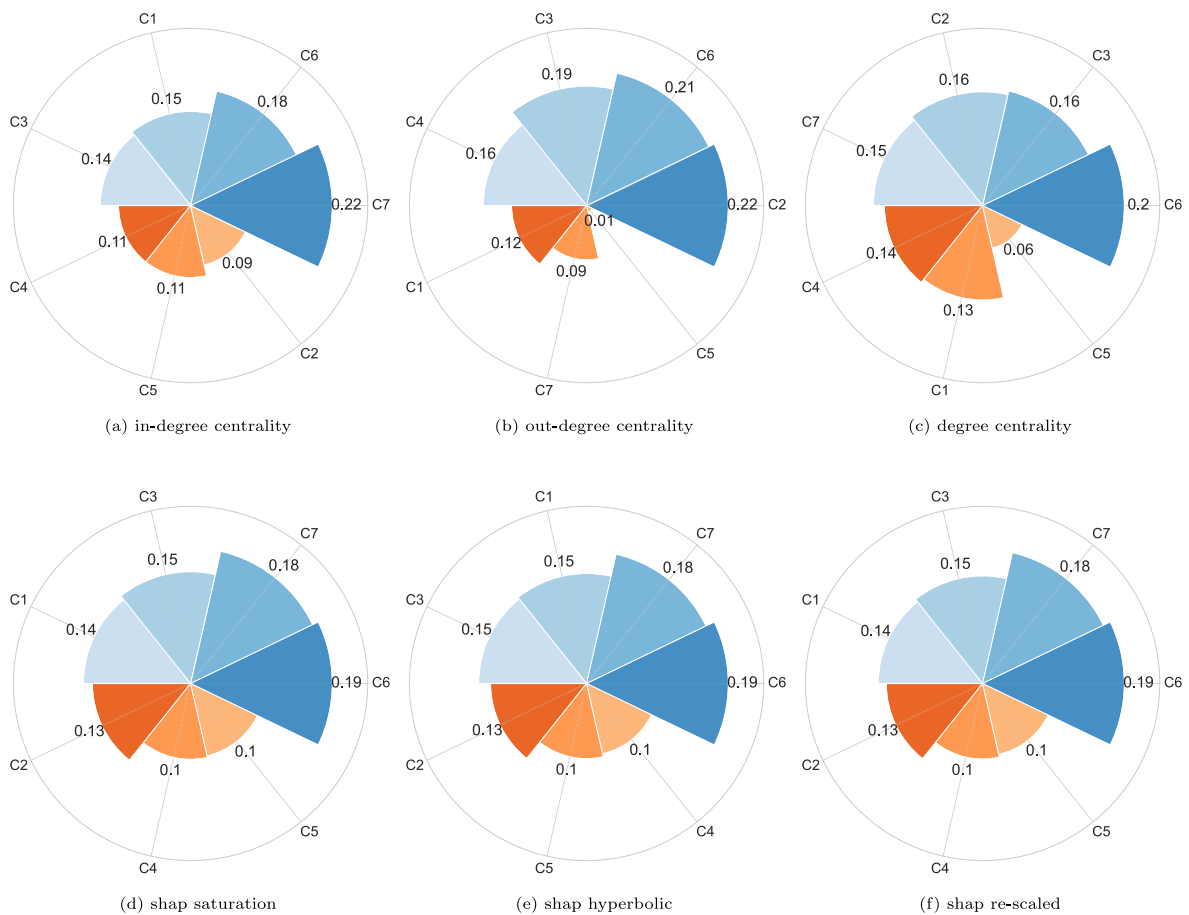 C1
C6
0.15
0.18
C3
0.14
0.22
C7
0.11
0.09
C4
0.11
C2
C5
(a) in-degree centrality
C3
C6
0.19
0.21
C4
0.16
0.22
C2
0.01
0.12
0.09
C1
C5
C7
(b) out-degree centrality
C2
C3
0.16
0.16
C7
0.15
0.2
C6
0.14
0.06
C4
0.13
C5
C1
(c) degree centrality
C3
C7
0.15
0.18
C1
0.14
0.19
C6
0.13
0.1
0.1
C2
C5
C4
(d) shap saturation
C1
C7
0.15
0.18
C3
0.15
0.19
C6
0.13
0.1
0.1
C2
C4
C5
(e) shap hyperbolic
C3
C7
0.15
0.18
C1
0.14
0.19
C6
0.13
0.1
0.1
C2
C5
C4
(f) shap re-scaled